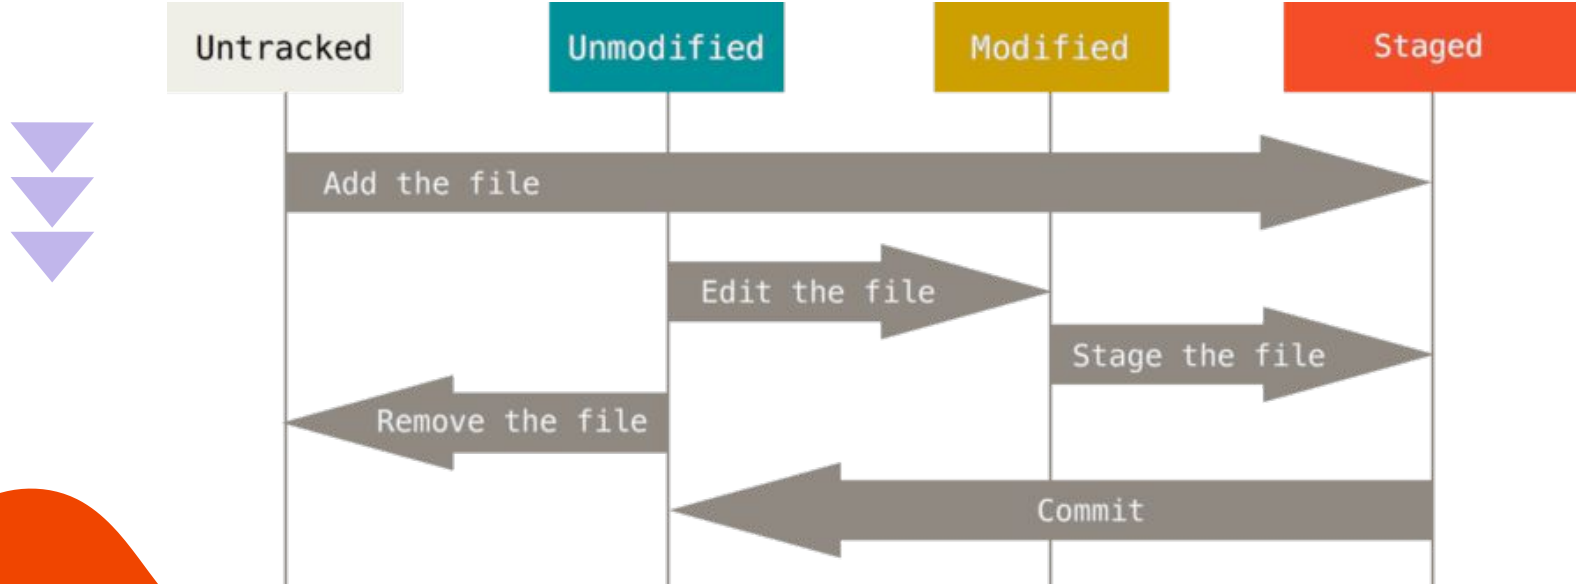 Untracked
Unmodified
Modified
Staged
Add the file
Edit the file
Stage the file
Remove the file
Commit